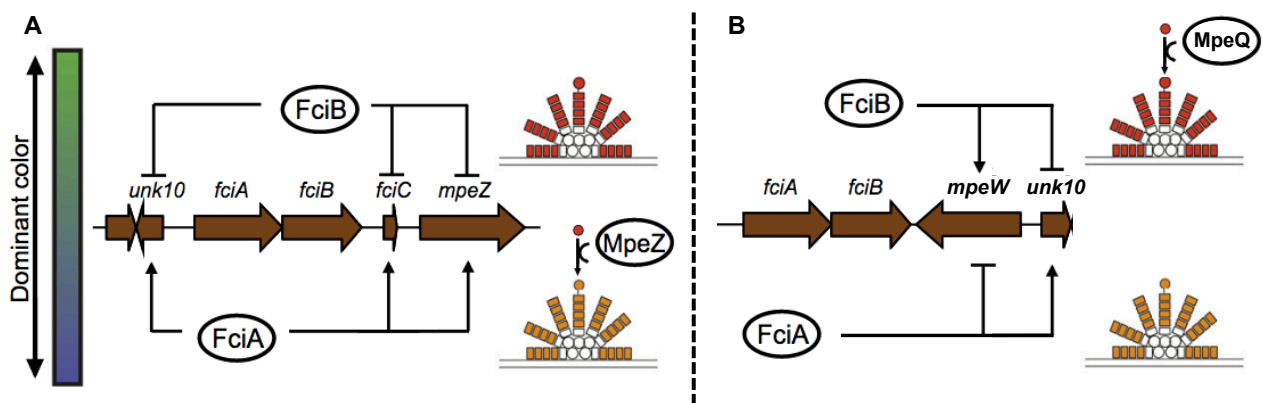 A
B
Dominant color
FciB
unk10 fciA fciB fciC mpeZ
FciA
MpeZ
MpeQ
FciB
fciA fciB mpeW unk10
FciA